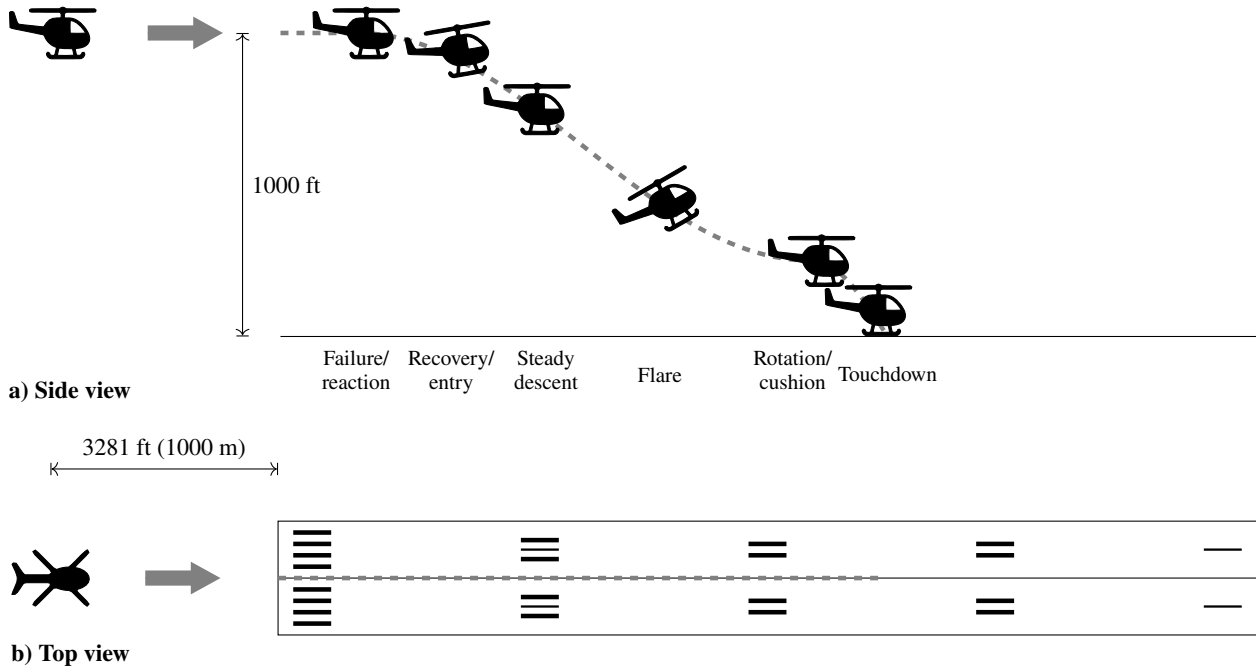 1000 ft
Failure/
reaction
Recovery/
entry
Steady
descent
Flare
Rotation/
cushion
Touchdown
a) Side view
3281 ft (1000 m)
b) Top view